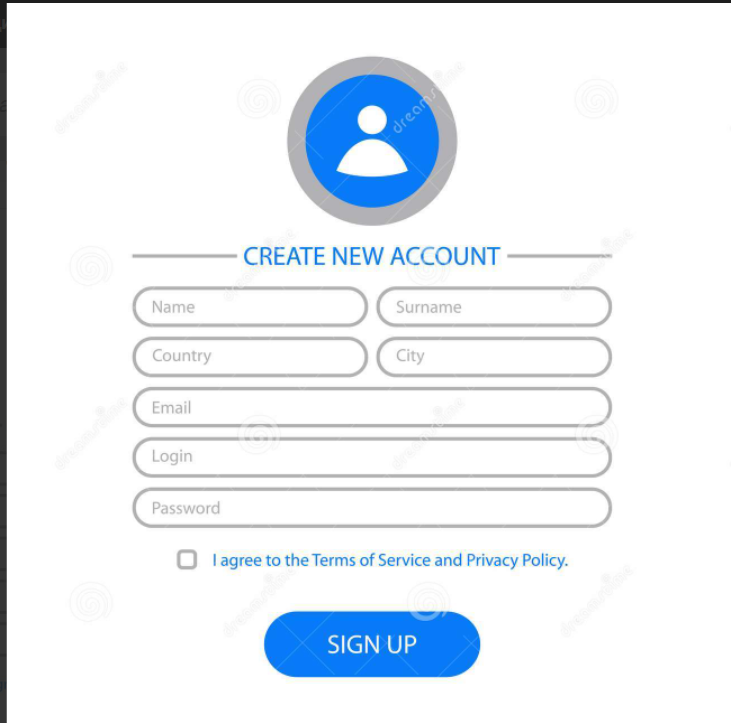 CREATE NEW ACCOUNT
Name Surname
Country City
Email
Login
Password
I agree to the Terms of Service and Privacy Policy.
SIGN UP